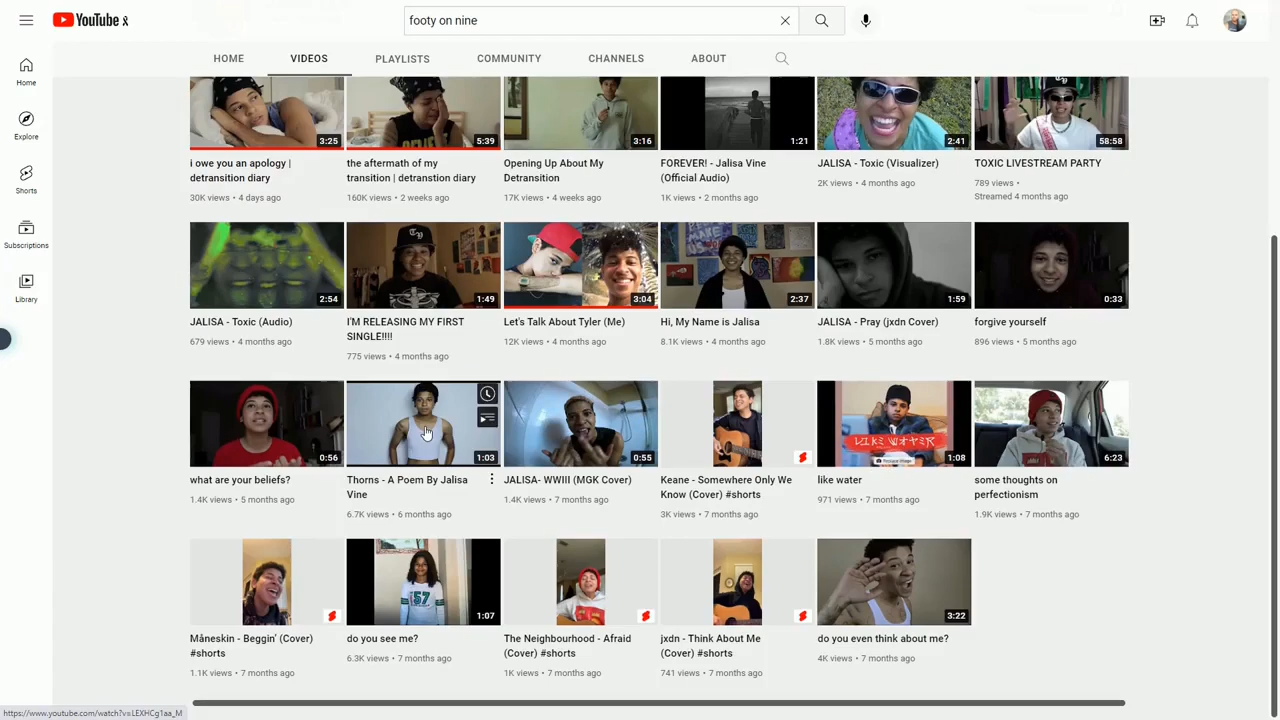 YouTube
footy on nine
HOME VIDEOS PLAYLISTS COMMUNITY CHANNELS ABOUT
Home
Explore
Shorts
Subscriptions
Library
3:25 5:39 3:16 1:21 2:41 58:58
i owe you an apology | detransition diary
30K views • 4 days ago
the aftermath of my transition | detranstion diary
160K views • 2 weeks ago
Opening Up About My Detransition
17K views • 4 weeks ago
FOREVER! - Jalisa Vine (Official Audio)
1K views • 2 months ago
JALISA - Toxic (Visualizer)
2K views • 4 months ago
TOXIC LIVESTREAM PARTY
789 views •
Streamed 4 months ago
2:54 1:49 3:04 2:37 1:59 0:33
JALISA - Toxic (Audio)
679 views • 4 months ago
I'M RELEASING MY FIRST SINGLE!!!!
775 views • 4 months ago
Let's Talk About Tyler (Me)
12K views • 4 months ago
Hi, My Name is Jalisa
8.1K views • 4 months ago
JALISA - Pray (jxdn Cover)
1.8K views • 5 months ago
forgive yourself
896 views • 5 months ago
0:56 1:03 0:55 LIKE WATER 1:08 6:23
what are your beliefs?
1.4K views • 5 months ago
Thorns - A Poem By Jalisa Vine
6.7K views • 6 months ago
JALISA- WWIII (MGK Cover)
1.4K views • 7 months ago
Keane - Somewhere Only We Know (Cover) #shorts
3K views • 7 months ago
like water
971 views • 7 months ago
some thoughts on perfectionism
1.9K views • 7 months ago
57 1:07 3:22
Måneskin - Beggin' (Cover) #shorts
1.1K views • 7 months ago
do you see me?
6.3K views • 7 months ago
The Neighbourhood - Afraid (Cover) #shorts
1K views • 7 months ago
jxdn - Think About Me (Cover) #shorts
741 views • 7 months ago
do you even think about me?
4K views • 7 months ago
https://www.youtube.com/watch?v=LEXHCg1aa_M